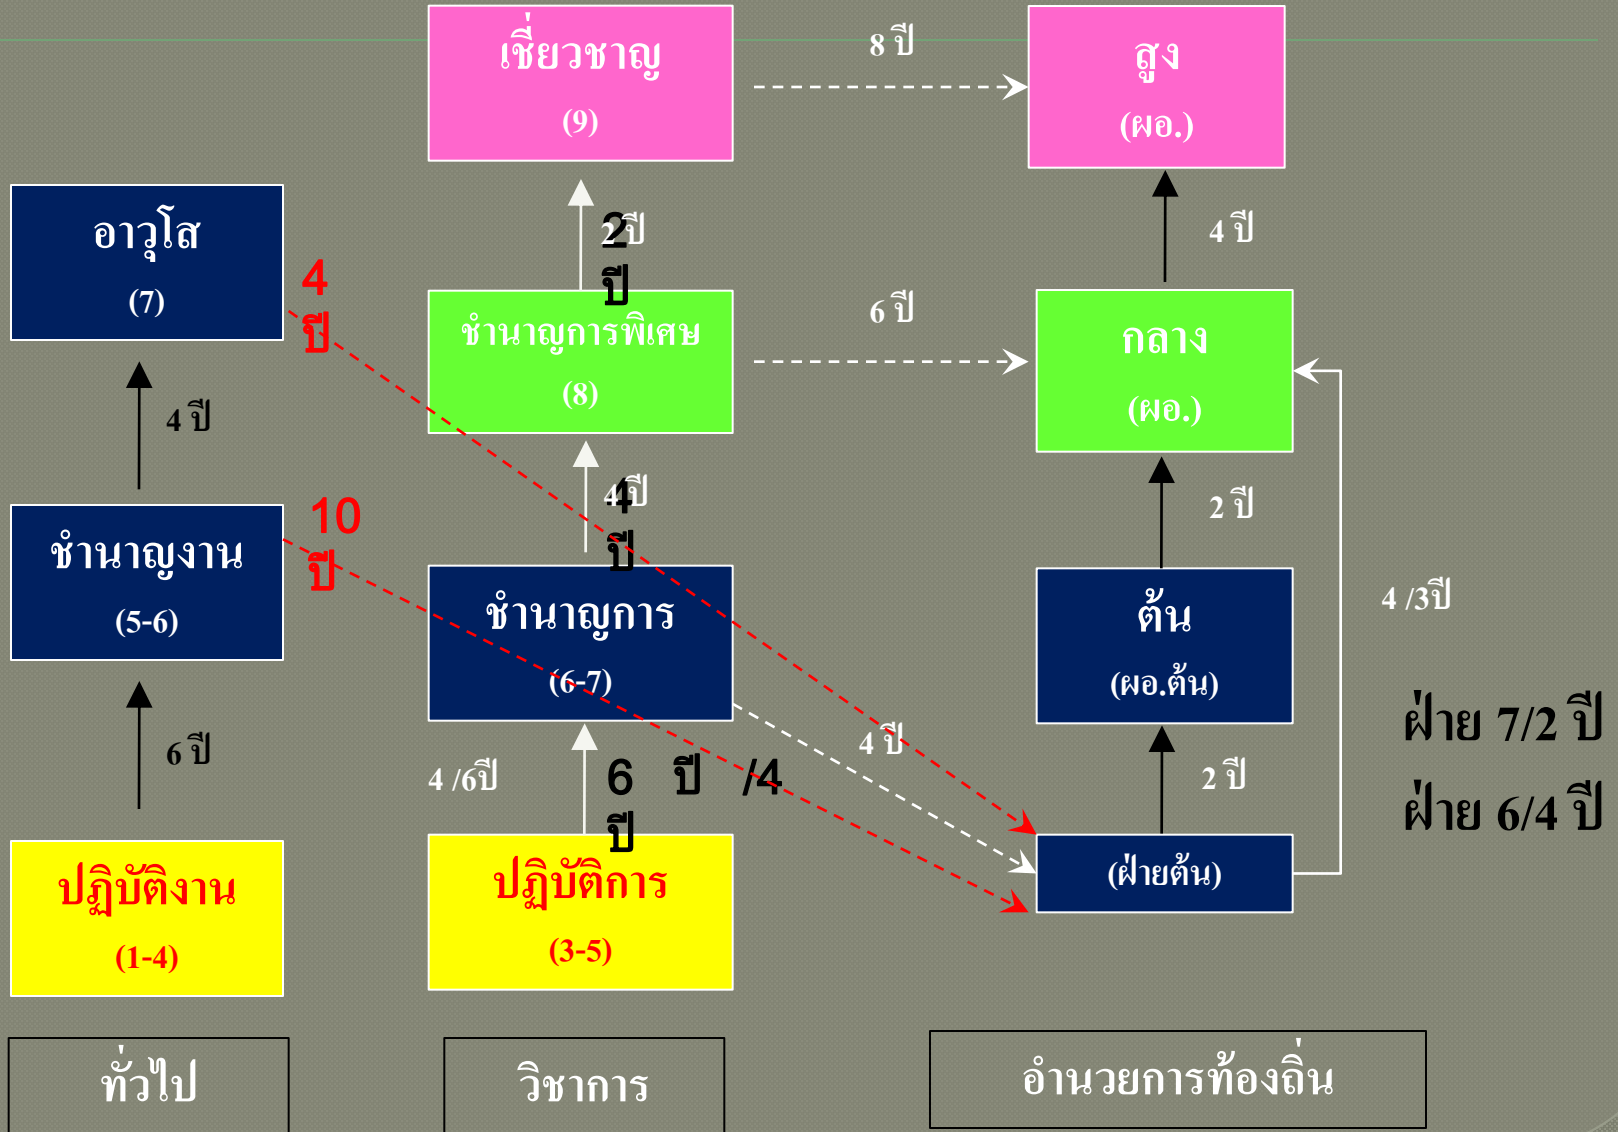 เชี่ยวชาญ
(9)
8 ปี
สูง
(ผอ.)
อาวุโส
(7)
4
ปี
2 ปี
2
ปี
4 ปี
ชำนาญการพิเศษ
(8)
6 ปี
กลาง
(ผอ.)
4 ปี
ชำนาญงาน
(5-6)
10
ปี
4 ปี
4
ปี
2 ปี
ชำนาญการ
(6-7)
ต้น
(ผอ.ต้น)
4 /3ปี
ฝ่าย 7/2 ปี
ฝ่าย 6/4 ปี
6 ปี
4 /6ปี
6 ปี /4
ปี
4 ปี
2 ปี
ปฏิบัติงาน
(1-4)
ปฏิบัติการ
(3-5)
(ฝ่ายต้น)
ทั่วไป
วิชาการ
อำนวยการท้องถิ่น